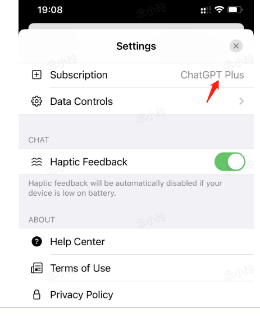 19:08
Settings
Subscription ChatGPT Plus
Data Controls
CHAT
Haptic Feedback
Haptic feedback will be automatically disabled if your
device is low on battery.
ABOUT
Help Center
Terms of Use
Privacy Policy